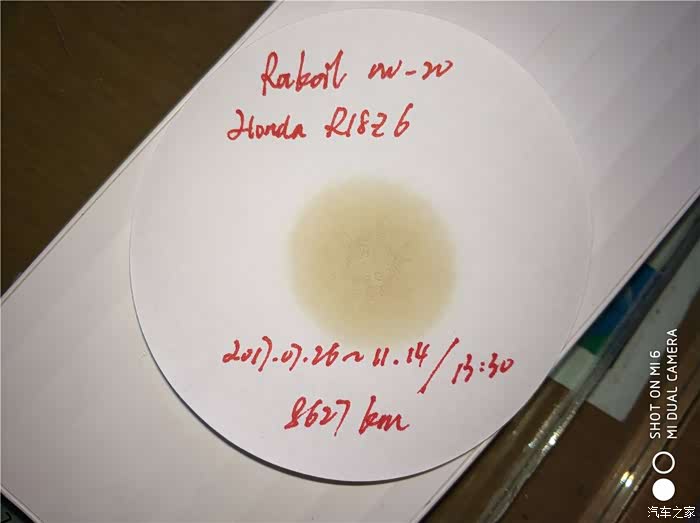 Rakoil 0W-20
Honda R18Z6
2017.07.26~11.14/13:30
8627 km
SHOT ON MI 6
MI DUAL CAMERA
汽车之家